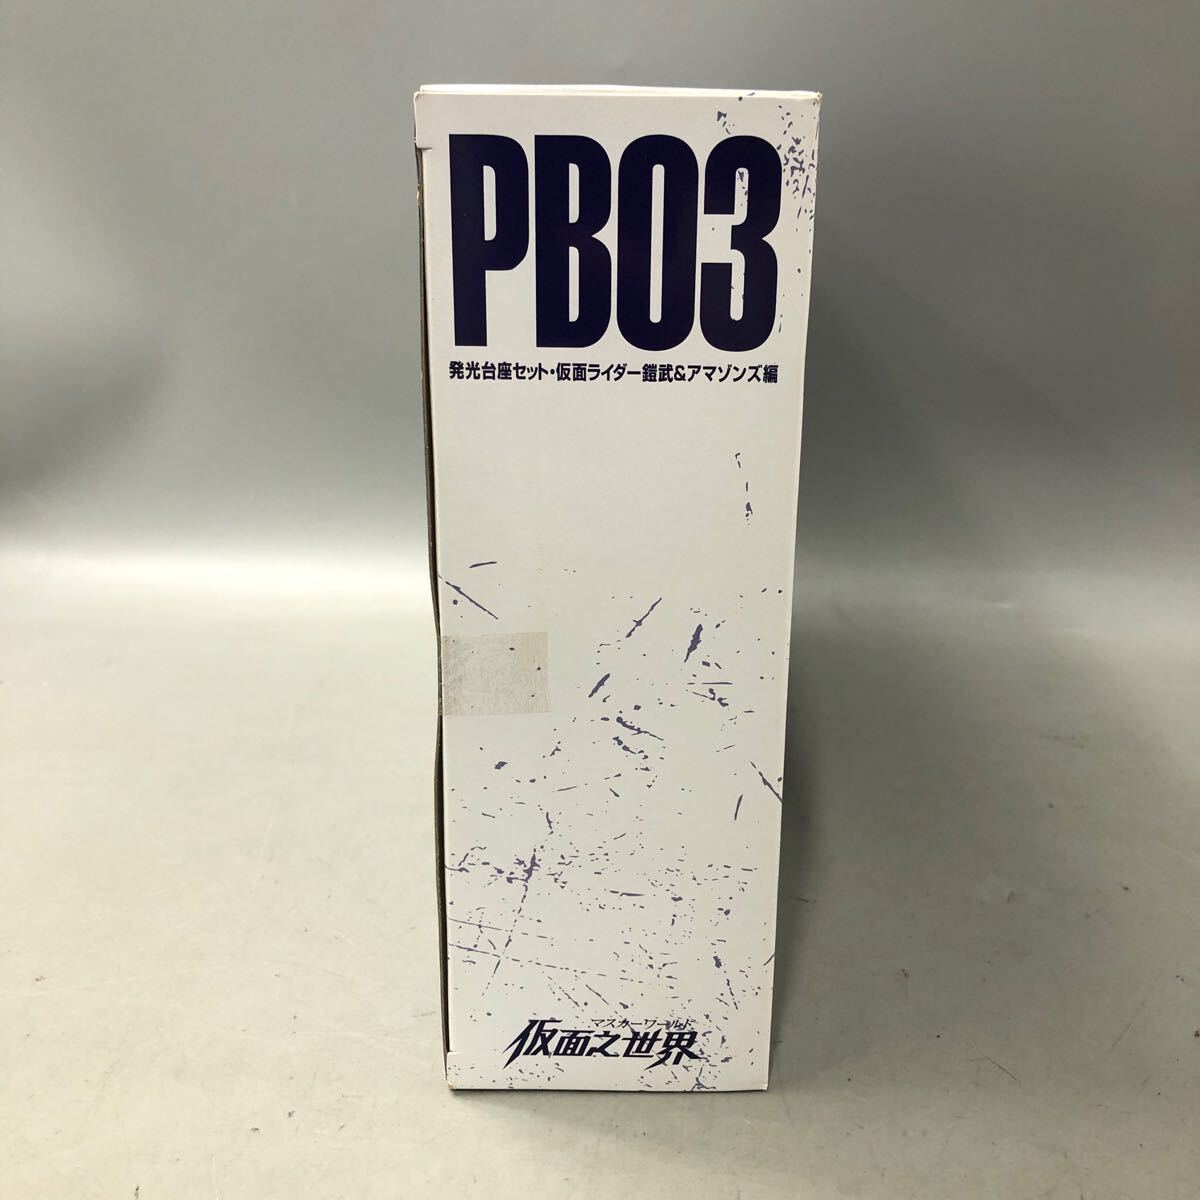 PB03
発光台座セット・仮面ライダー鎧武&アマゾンズ編
マスカーワールド
仮面之世界